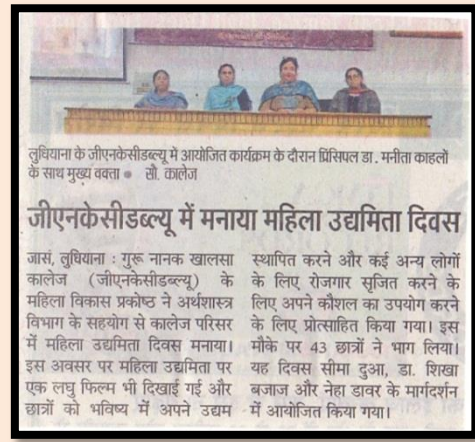 लुधियाना के जीएनकेसीडब्ल्यू में आयोजित कार्यक्रम के दौरान प्रिंसिपल डा. मनीता काहलों
के साथ मुख्य वक्ता ● सौ. कालेज
जीएनकेसीडब्ल्यू में मनाया महिला उद्यमिता दिवस
जासं, लुधियाना : गुरू नानक खालसा
कालेज (जीएनकेसीडब्ल्यू) के
महिला विकास प्रकोष्ठ ने अर्थशास्त्र
विभाग के सहयोग से कालेज परिसर
में महिला उद्यमिता दिवस मनाया।
इस अवसर पर महिला उद्यमिता पर
एक लघु फिल्म भी दिखाई गई और
छात्रों को भविष्य में अपने उद्यम
स्थापित करने और कई अन्य लोगों
के लिए रोजगार सृजित करने के
लिए अपने कौशल का उपयोग करने
के लिए प्रोत्साहित किया गया। इस
मौके पर 43 छात्रों ने भाग लिया।
यह दिवस सीमा दुआ, डा. शिखा
बजाज और नेहा डावर के मार्गदर्शन
में आयोजित किया गया।